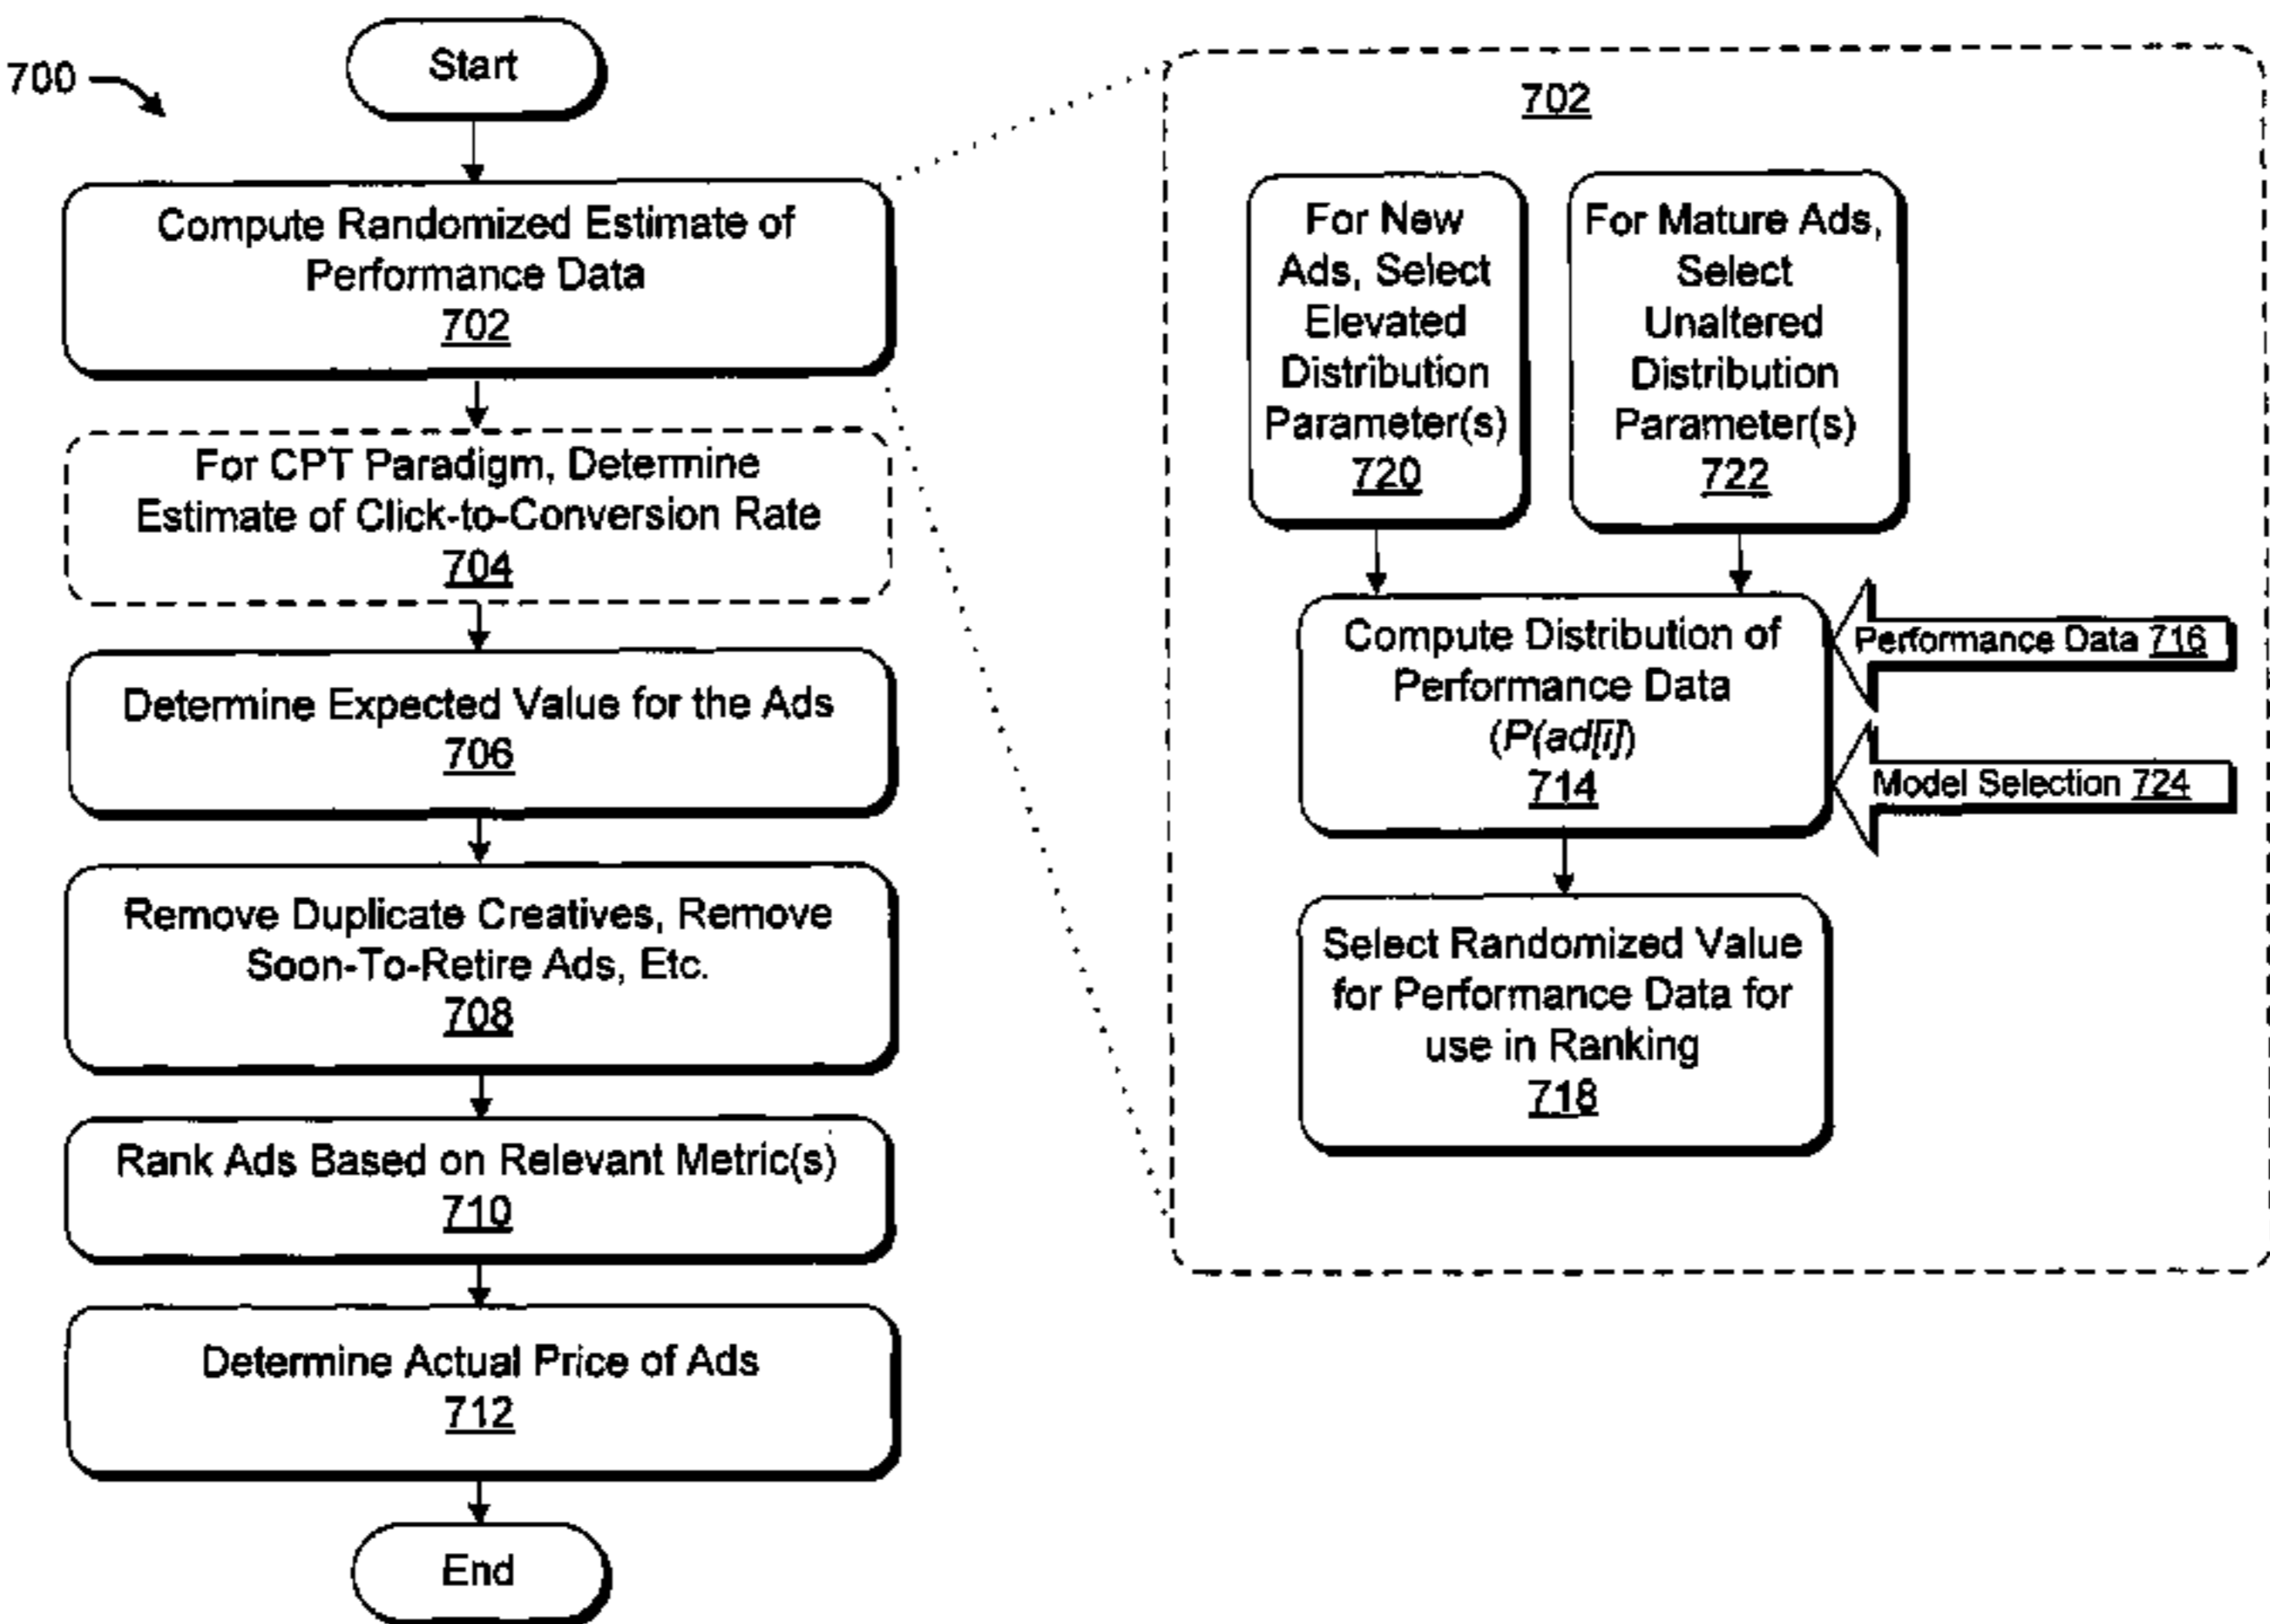 700
Start
Compute Randomized Estimate of
Performance Data
702
For CPT Paradigm, Determine
Estimate of Click-to-Conversion Rate
704
Determine Expected Value for the Ads
706
Remove Duplicate Creatives, Remove
Soon-To-Retire Ads, Etc.
708
Rank Ads Based on Relevant Metric(s)
710
Determine Actual Price of Ads
712
End
702
For New
Ads, Select
Elevated
Distribution
Parameter(s)
720
For Mature Ads,
Select
Unaltered
Distribution
Parameter(s)
722
Compute Distribution of
Performance Data
(P(ad[i])
714
Performance Data 716
Model Selection 724
Select Randomized Value
for Performance Data for
use in Ranking
718